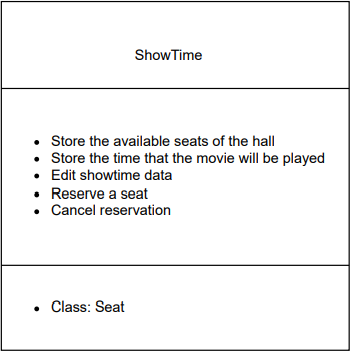 ShowTime
• Store the available seats of the hall
• Store the time that the movie will be played
• Edit showtime data
• Reserve a seat
• Cancel reservation
• Class: Seat